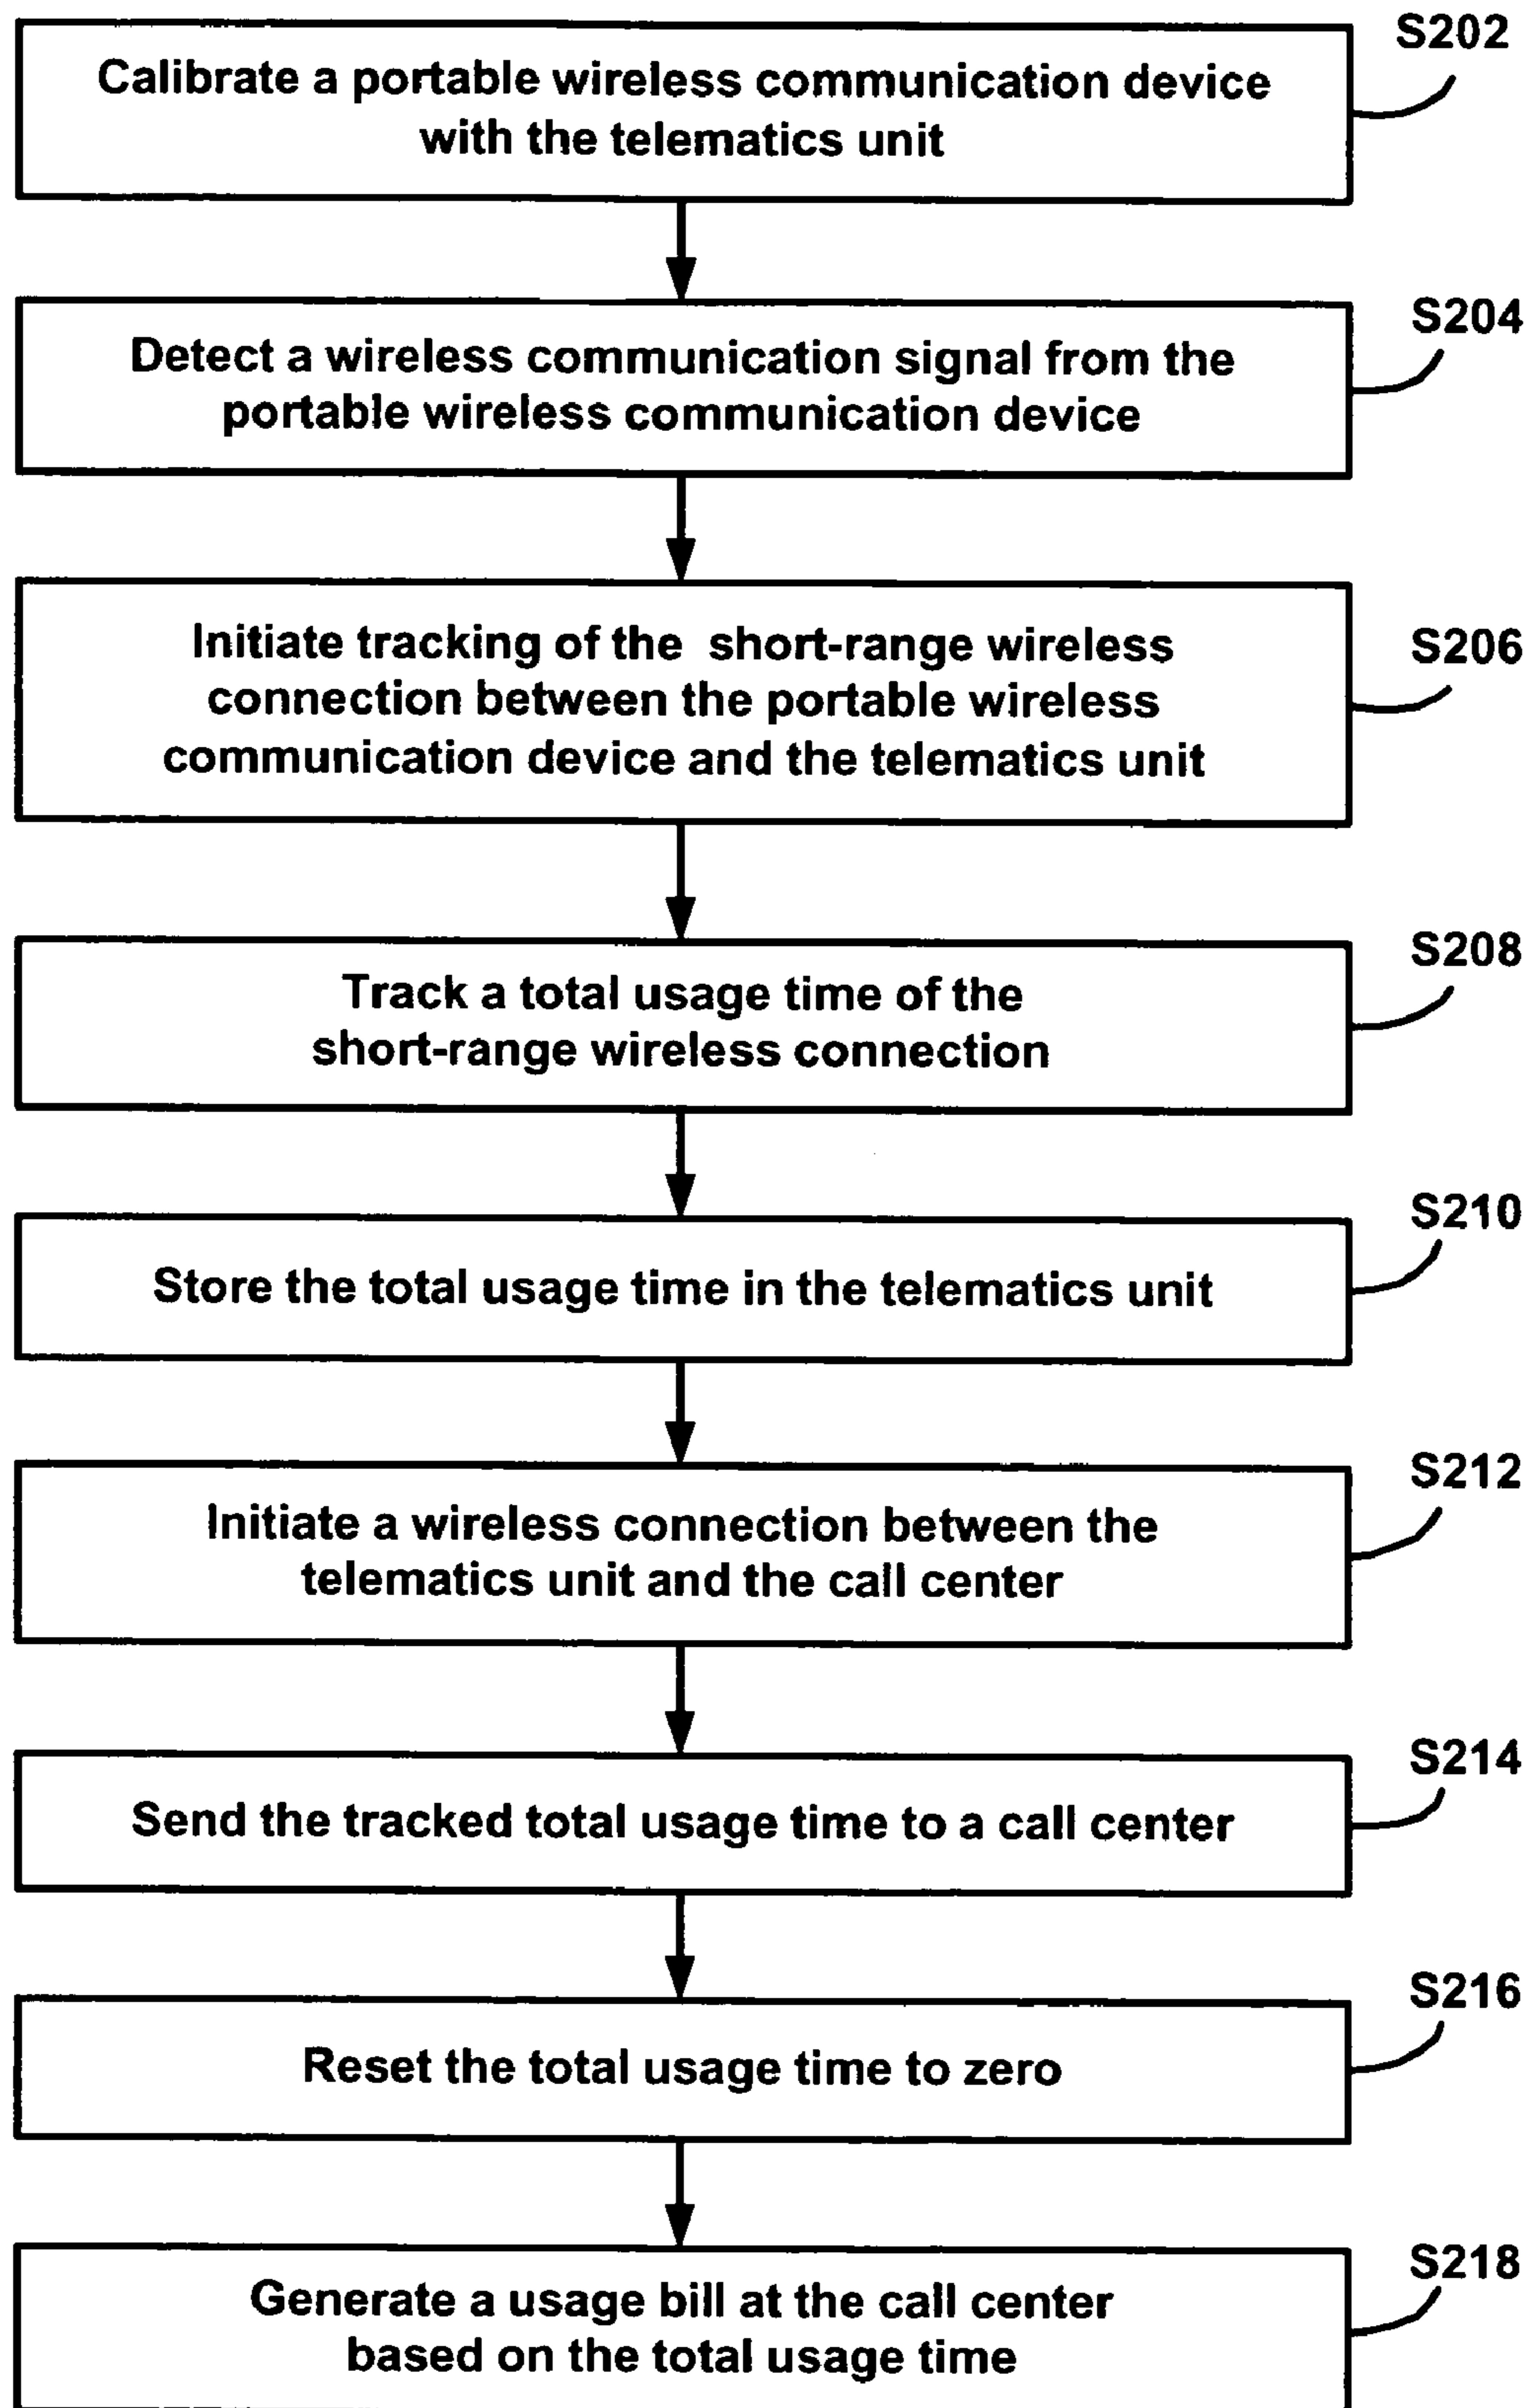 S202
Calibrate a portable wireless communication device
with the telematics unit
S204
Detect a wireless communication signal from the
portable wireless communication device
S206
Initiate tracking of the short-range wireless
connection between the portable wireless
communication device and the telematics unit
S208
Track a total usage time of the
short-range wireless connection
S210
Store the total usage time in the telematics unit
S212
Initiate a wireless connection between the
telematics unit and the call center
S214
Send the tracked total usage time to a call center
S216
Reset the total usage time to zero
S218
Generate a usage bill at the call center
based on the total usage time